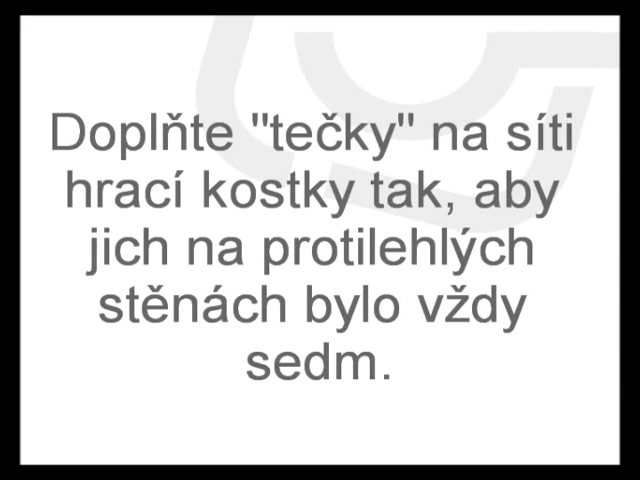 Doplňte "tečky" na síti
hrací kostky tak, aby
jich na protilehlých
stěnách bylo vždy
sedm.